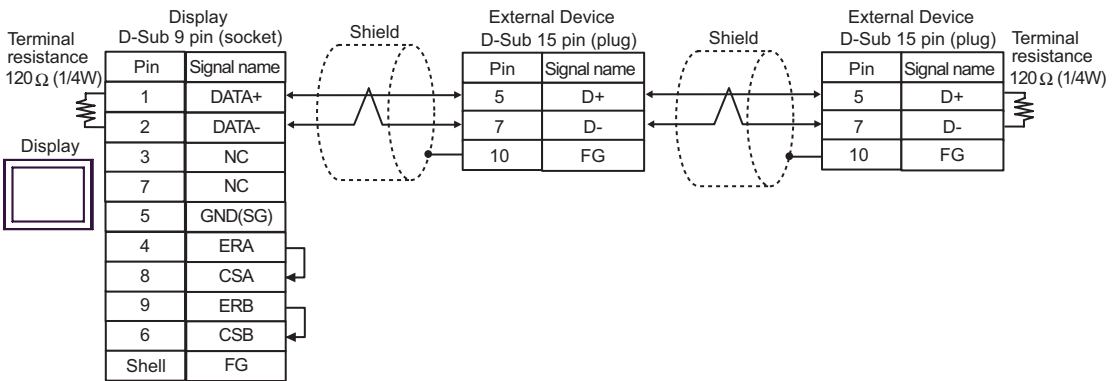 Terminal
resistance
120 Ω (1/4W)
Display
D-Sub 9 pin (socket)
Pin Signal name
1 DATA+
2 DATA-
3 NC
7 NC
5 GND(SG)
4 ERA
8 CSA
9 ERB
6 CSB
Shell FG
Display
Shield
External Device
D-Sub 15 pin (plug)
Pin Signal name
5 D+
7 D-
10 FG
Shield
External Device
D-Sub 15 pin (plug)
Pin Signal name
5 D+
7 D-
10 FG
Terminal
resistance
120 Ω (1/4W)